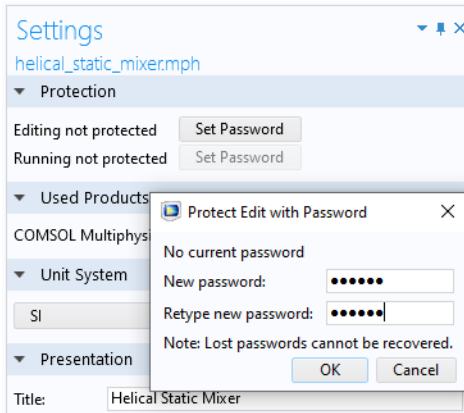 Settings
helical_static_mixer.mph
Protection
Editing not protected Set Password
Running not protected Set Password
Used Products
COMSOL Multiphysi
Unit System
SI
Presentation
Title: Helical Static Mixer
Protect Edit with Password
No current password
New password: ●●●●●●
Retype new password: ●●●●●●
Note: Lost passwords cannot be recovered.
OK Cancel